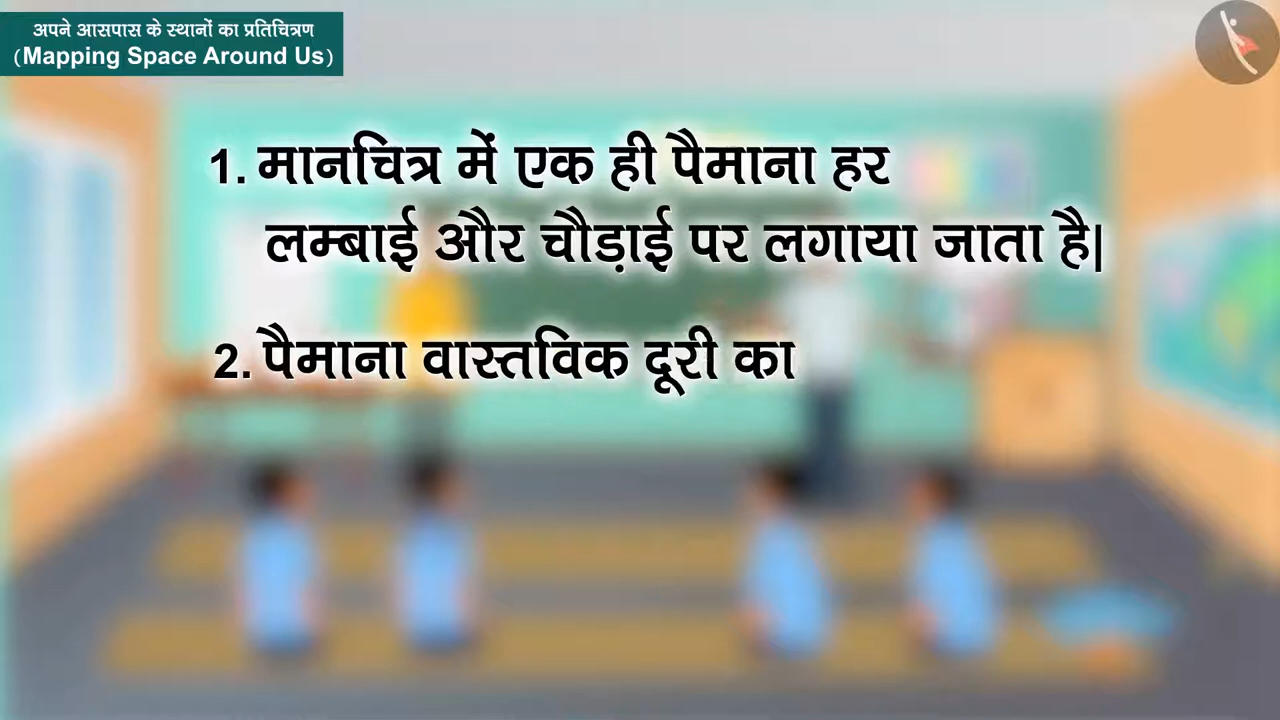 अपने आसपास के स्थानों का प्रतिचित्रण
(Mapping Space Around Us)
1. मानचित्र में एक ही पैमाना हर
लम्बाई और चौड़ाई पर लगाया जाता है|
2. पैमाना वास्तविक दूरी का